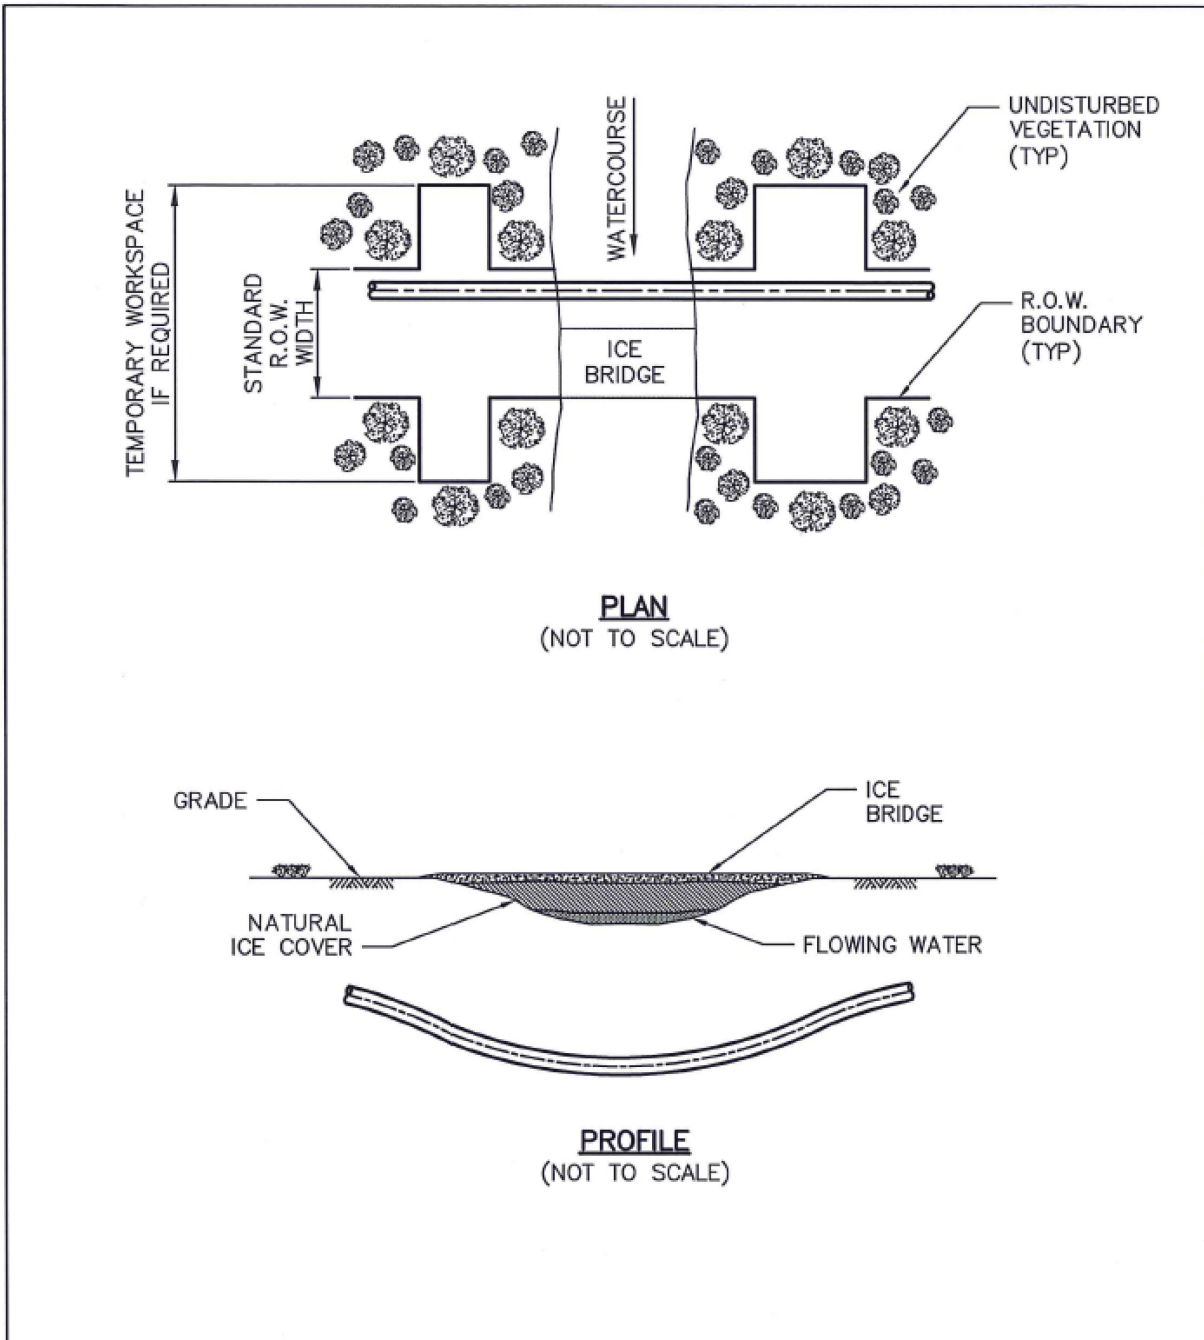 UNDISTURBED
VEGETATION
(TYP)
WATERCOURSE
TEMPORARY WORKSPACE
IF REQUIRED
STANDARD
R.O.W.
WIDTH
R.O.W.
BOUNDARY
(TYP)
ICE
BRIDGE
PLAN
(NOT TO SCALE)
GRADE
ICE
BRIDGE
NATURAL
ICE COVER
FLOWING WATER
PROFILE
(NOT TO SCALE)